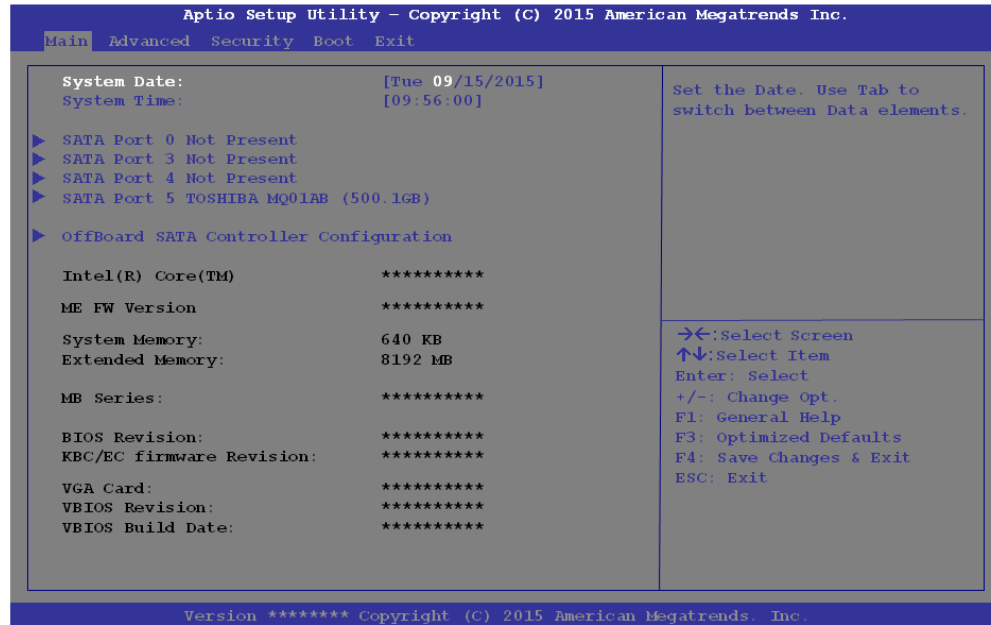 Aptio Setup Utility – Copyright (C) 2015 American Megatrends Inc.
Main Advanced Security Boot Exit
System Date: [Tue 09/15/2015]
System Time: [09:56:00]
SATA Port 0 Not Present
SATA Port 3 Not Present
SATA Port 4 Not Present
SATA Port 5 TOSHIBA MQ01AB (500.1GB)
OffBoard SATA Controller Configuration
Intel(R) Core(TM) **********
ME FW Version **********
System Memory: 640 KB
Extended Memory: 8192 MB
MB Series: **********
BIOS Revision: **********
KBC/EC firmware Revision: **********
VGA Card: **********
VBIOS Revision: **********
VBIOS Build Date: **********
Set the Date. Use Tab to
switch between Data elements.
→←:Select Screen
↑↓:Select Item
Enter: Select
+/-: Change Opt.
F1: General Help
F3: Optimized Defaults
F4: Save Changes & Exit
ESC: Exit
Version ******** Copyright (C) 2015 American Megatrends. Inc.